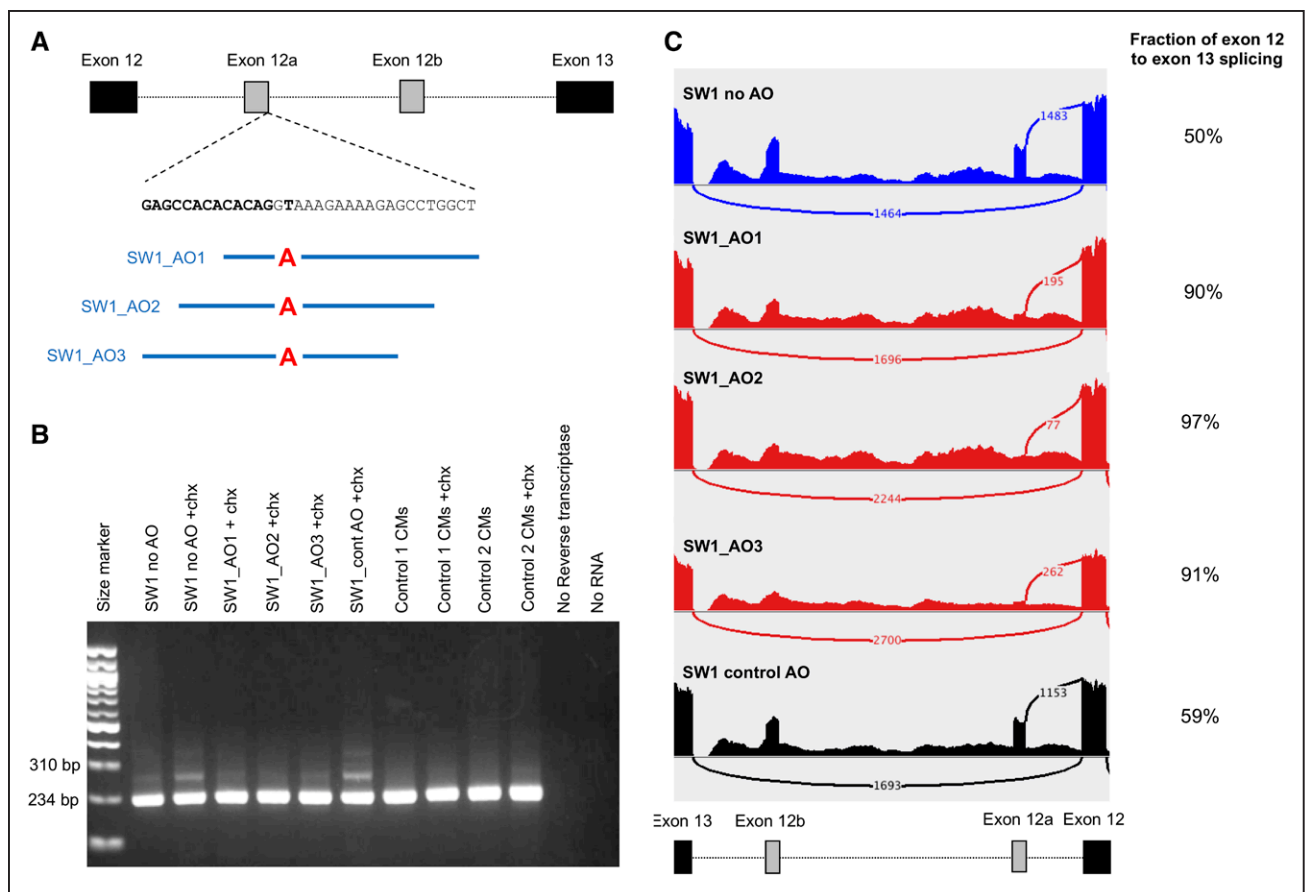 A
Exon 12
Exon 12a
Exon 12b
Exon 13
GAGCCACACACAGGTAAAGAAAAGAGCCTGGCT
SW1_AO1
A
SW1_AO2
A
SW1_AO3
A
B
Size marker
SW1 no AO
SW1 no AO +chx
SW1_AO1 + chx
SW1_AO2 +chx
SW1_AO3 +chx
SW1_cont AO +chx
Control 1 CMs
Control 1 CMs +chx
Control 2 CMs
Control 2 CMs +chx
No Reverse transcriptase
No RNA
310 bp
234 bp
C
Fraction of exon 12
to exon 13 splicing
SW1 no AO
1483
50%
1464
SW1_AO1
195
90%
1696
SW1_AO2
77
97%
2244
SW1_AO3
262
91%
2700
SW1 control AO
1153
59%
1693
Exon 13
Exon 12b
Exon 12a
Exon 12